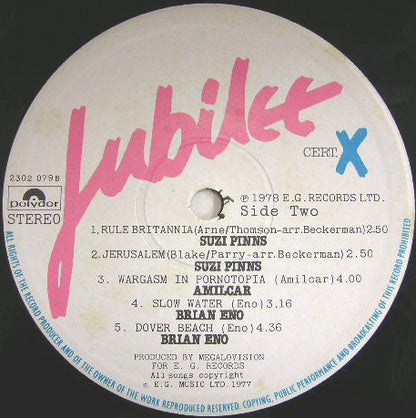 Jubilee
CERT X
2302 079B
polydor
STEREO
℗ 1978 E.G. RECORDS LTD.
Side Two
1.RULE BRITANNIA(Arne/Thomson-arr.Beckerman)2.50
SUZI PINNS
2.JERUSALEM(Blake/Parry-arr.Beckerman)2.50
SUZI PINNS
3. WARGASM IN PORNOTOPIA (Amilcar)4.00
AMILCAR
4. SLOW WATER (Eno)3.16
BRIAN ENO
5. DOVER BEACH (Eno)4.36
BRIAN ENO
PRODUCED BY MEGALOVISION
FOR E. G. RECORDS
All songs copyright
© E.G. MUSIC LTD. 1977
ALL RIGHTS OF THE RECORD PRODUCER AND OF THE OWNER OF THE WORK REPRODUCED RESERVED. COPYING, PUBLIC PERFORMANCE AND BROADCASTING OF THIS RECORD PROHIBITED